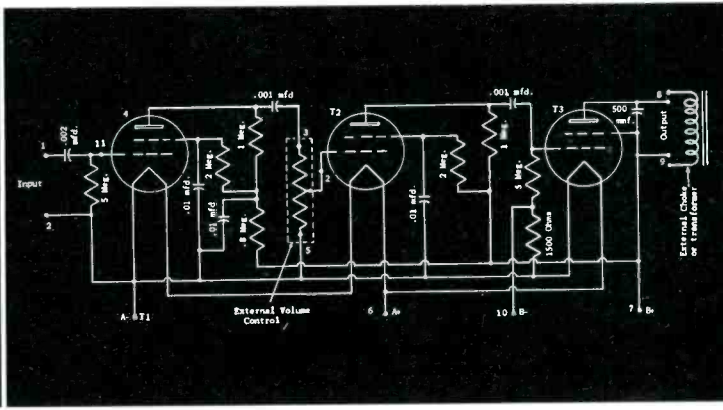 .001 mfd.
.001 mfd.
4
T2
T3
500
mmf.
8
Output
9
.002
mfd.
1
11
Input
2
5 Meg.
.01 mfd.
2 Meg.
1 Meg.
.01 mfd.
.8 Meg.
3
2
5
.01 mfd.
2 Meg.
1 Meg.
5 Meg.
1500 Ohms
External Choke
or transformer
External Volume
Control
A- T1
6 A+
10 B-
7 B+